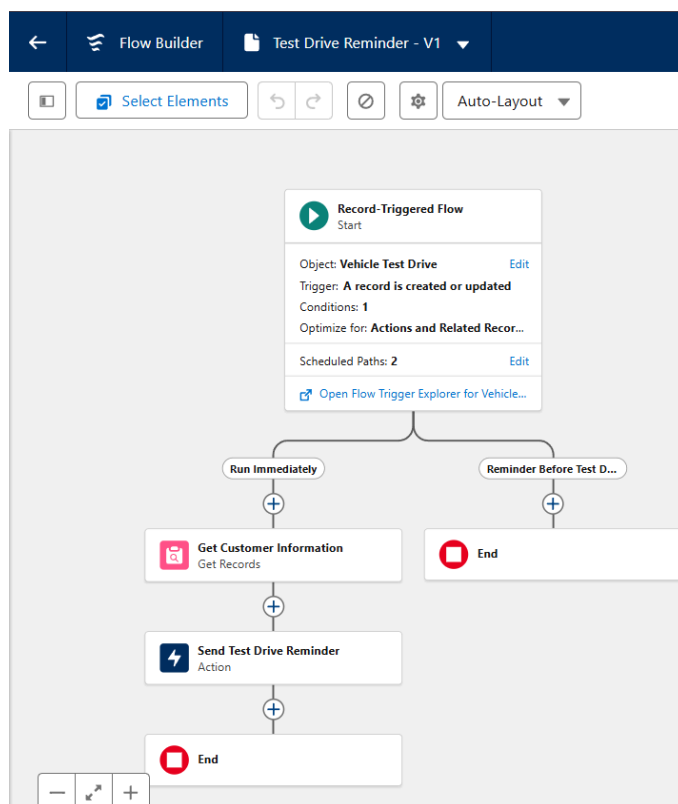 Flow Builder
Test Drive Reminder - V1
Select Elements
Auto-Layout
Record-Triggered Flow
Start
Object: Vehicle Test Drive
Edit
Trigger: A record is created or updated
Conditions: 1
Optimize for: Actions and Related Recor...
Scheduled Paths: 2
Edit
Open Flow Trigger Explorer for Vehicle...
Run Immediately
Reminder Before Test D...
Get Customer Information
Get Records
End
Send Test Drive Reminder
Action
End